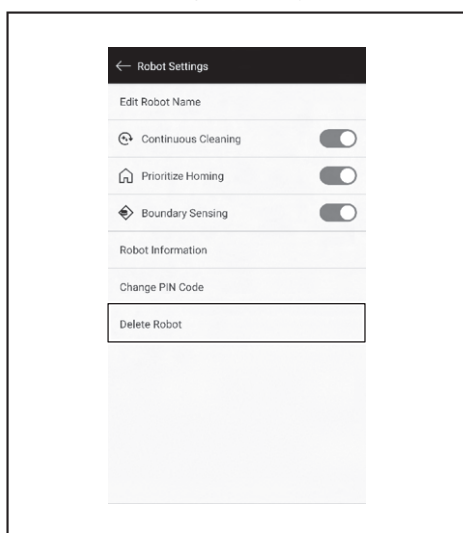 Robot Settings
Edit Robot Name
Continuous Cleaning
Prioritize Homing
Boundary Sensing
Robot Information
Change PIN Code
Delete Robot